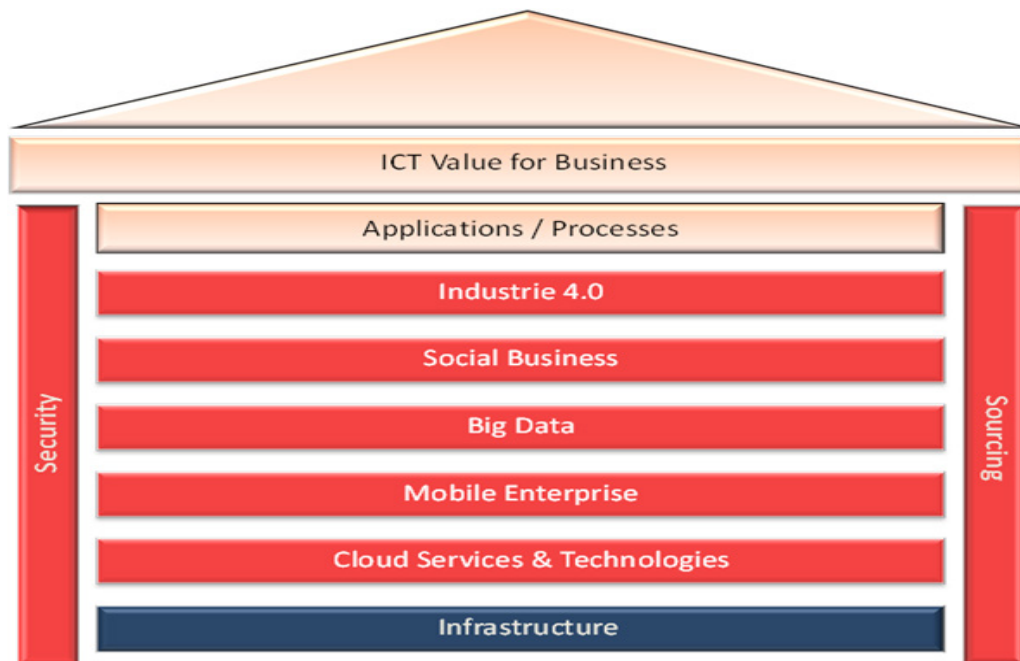 ICT Value for Business
Applications / Processes
Industrie 4.0
Social Business
Big Data
Mobile Enterprise
Cloud Services & Technologies
Infrastructure
Security
Sourcing